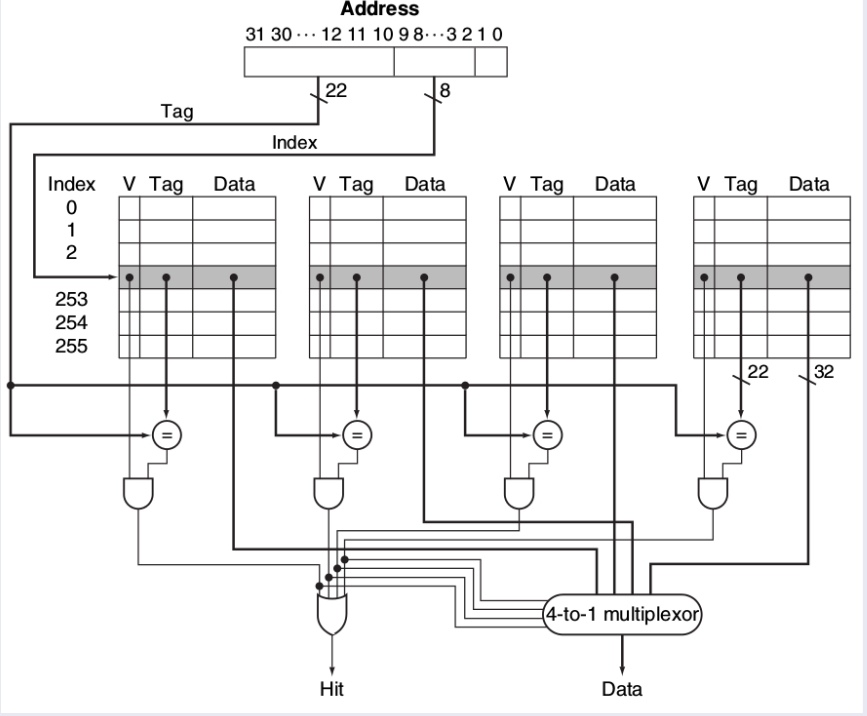 Address
31 30 ··· 12 11 10 9 8 ··· 3 2 1 0
22
8
Tag
Index
Index V Tag Data V Tag Data V Tag Data V Tag Data
0
1
2
253
254
255
22
32
= = = =
4-to-1 multiplexor
Hit
Data